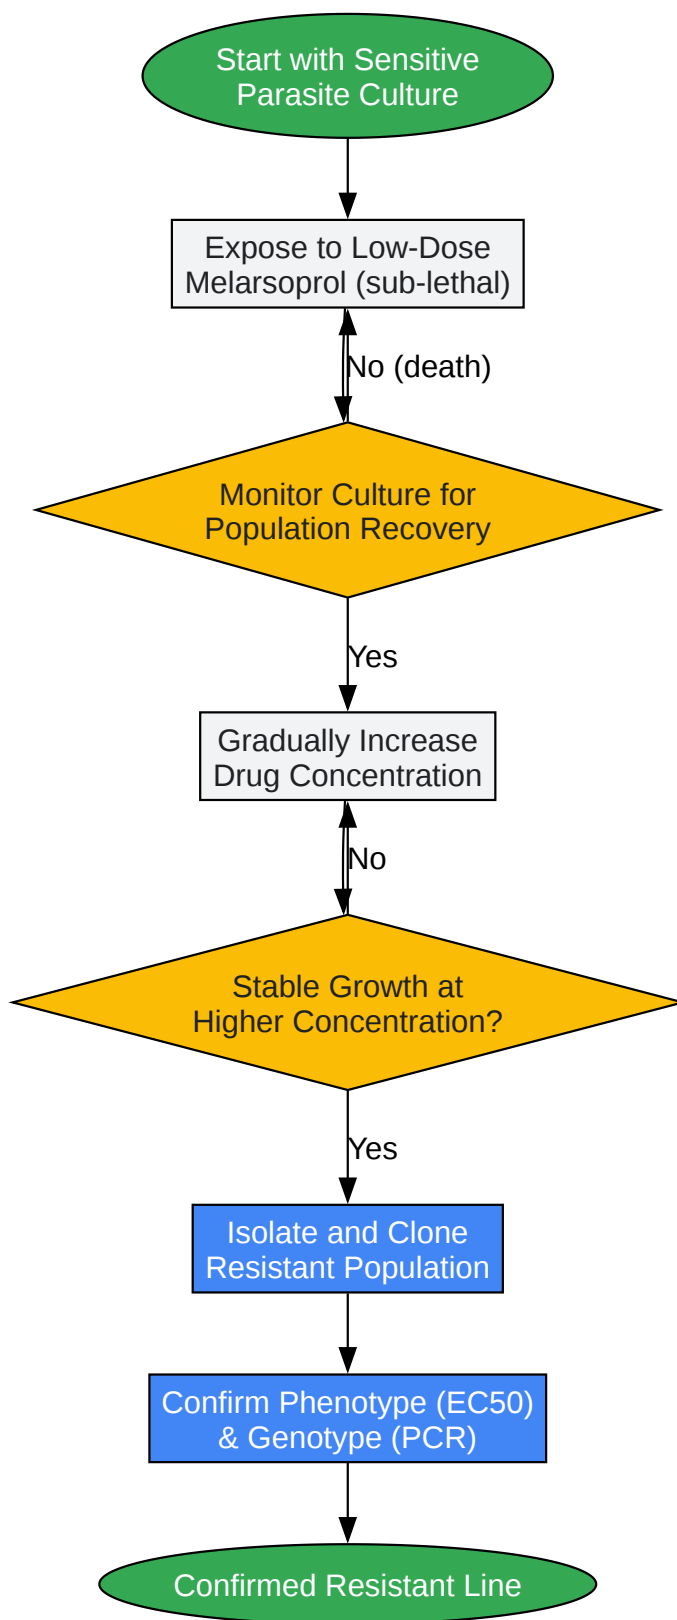 Start with Sensitive
Parasite Culture
Expose to Low-Dose
Melarsoprol (sub-lethal)
No (death)
Monitor Culture for
Population Recovery
Yes
Gradually Increase
Drug Concentration
No
Stable Growth at
Higher Concentration?
Yes
Isolate and Clone
Resistant Population
Confirm Phenotype (EC50)
& Genotype (PCR)
Confirmed Resistant Line